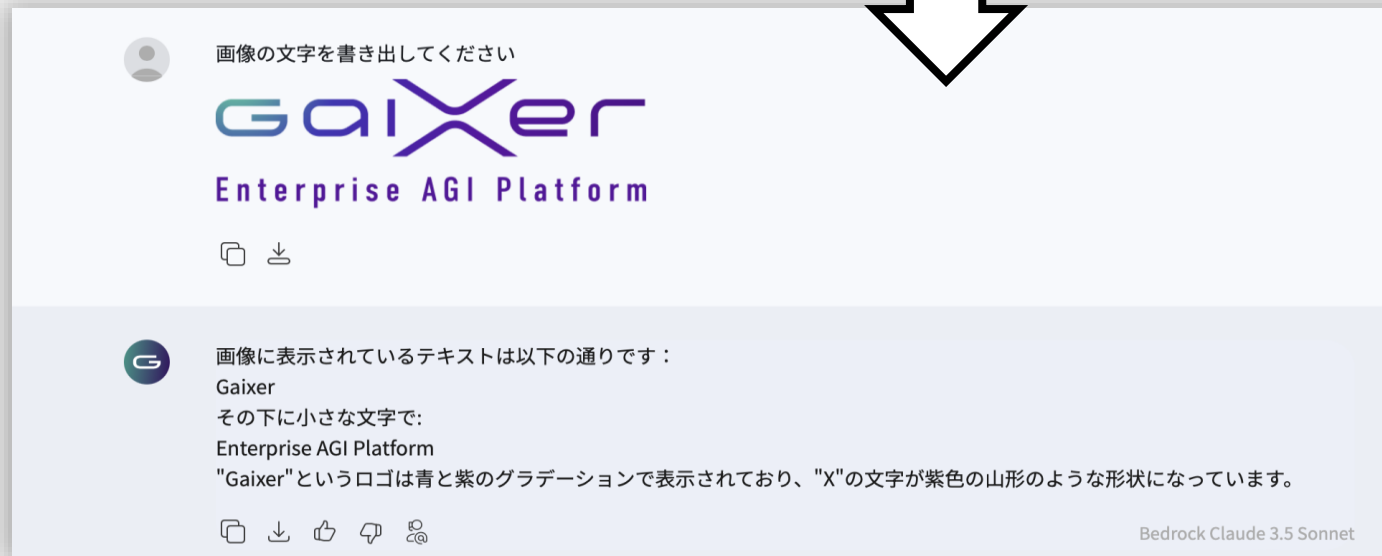 画像の文字を書き出してください
GaiXer
Enterprise AGI Platform
画像に表示されているテキストは以下の通りです：
Gaixer
その下に小さな文字で:
Enterprise AGI Platform
"Gaixer"というロゴは青と紫のグラデーションで表示されており、"X"の文字が紫色の山形のような形状になっています。
Bedrock Claude 3.5 Sonnet